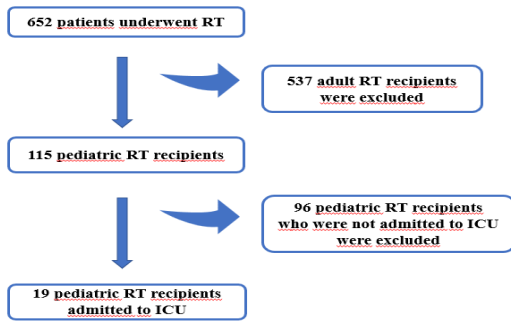 652 patients underwent RT
537 adult RT recipients
were excluded
115 pediatric RT recipients
96 pediatric RT recipients
who were not admitted to ICU
were excluded
19 pediatric RT recipients
admitted to ICU